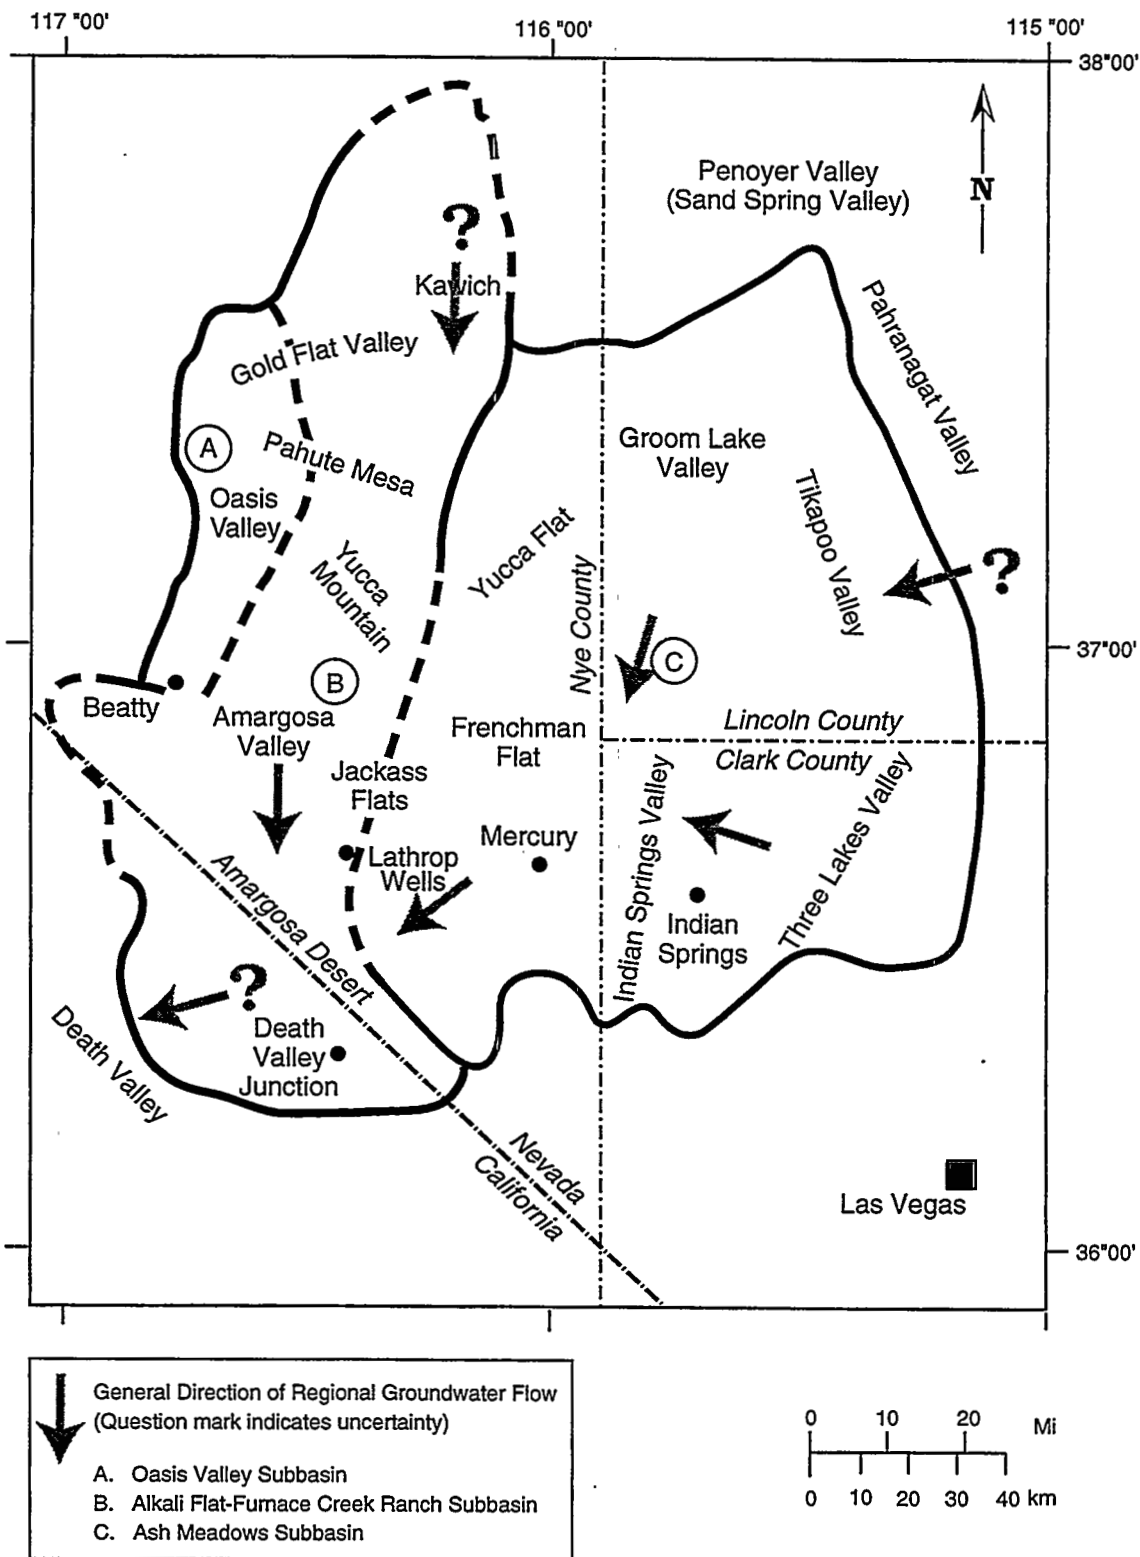 117 "00'
116 "00'
115 "00'
38"00'
N
Penoyer Valley
(Sand Spring Valley)
?
Kawich
Pahranagat Valley
Gold Flat Valley
A
Groom Lake
Valley
Pahute Mesa
Oasis
Valley
Tikapoo Valley
Yucca Flat
Yucca
Mountain
?
Nye County
37"00'
C
B
Beatty
Amargosa
Valley
Frenchman
Flat
Lincoln County
Clark County
Jackass
Flats
Indian Springs Valley
Three Lakes Valley
Mercury
Lathrop
Wells
Amargosa Desert
Indian
Springs
?
Death Valley
Death
Valley
Junction
Nevada
California
Las Vegas
36"00'
General Direction of Regional Groundwater Flow
(Question mark indicates uncertainty)
A. Oasis Valley Subbasin
B. Alkali Flat-Furnace Creek Ranch Subbasin
C. Ash Meadows Subbasin
0 10 20 Mi
0 10 20 30 40 km